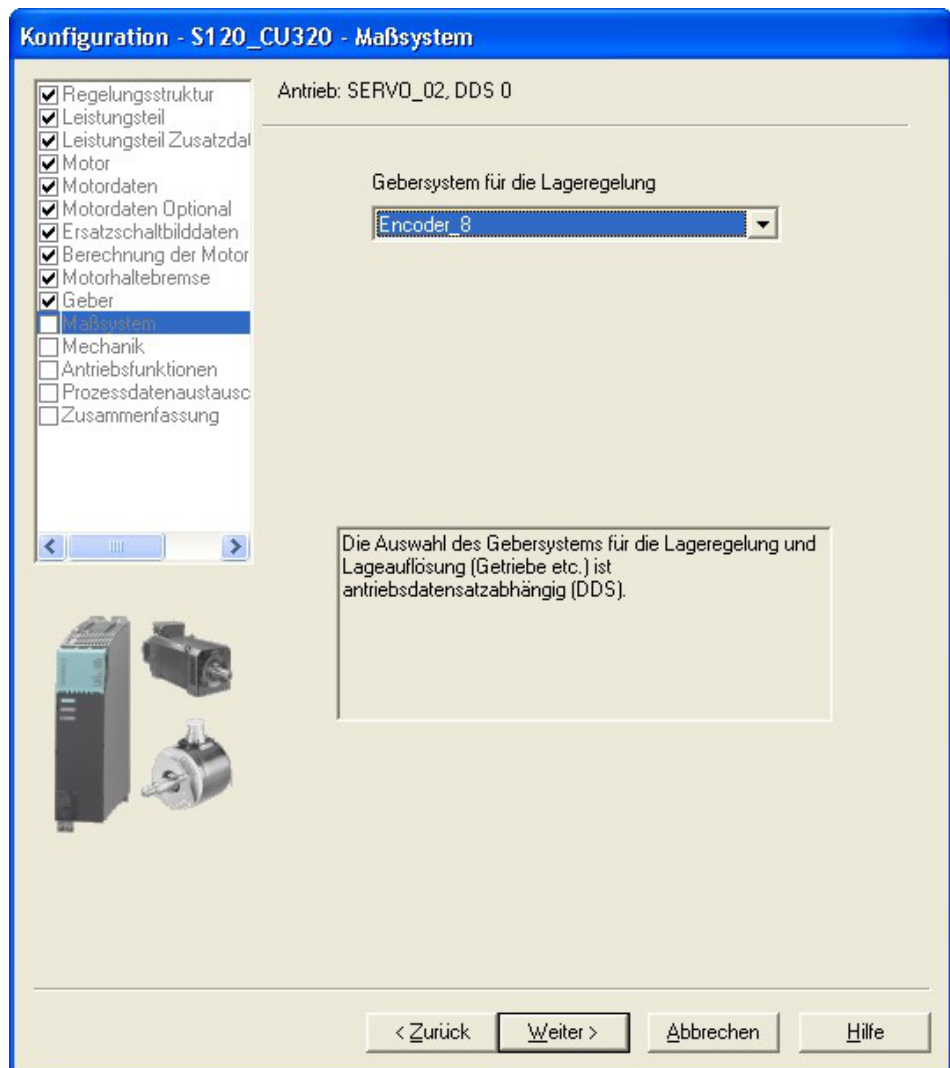 Konfiguration - S120_CU320 - Maßsystem
Regelungsstruktur
Leistungsteil
Leistungsteil Zusatzdat
Motor
Motordaten
Motordaten Optional
Ersatzschaltbilddaten
Berechnung der Motor
Motorhaltebremse
Geber
Maßsystem
Mechanik
Antriebsfunktionen
Prozessdatenaustausc
Zusammenfassung
Antrieb: SERVO_02, DDS 0
Gebersystem für die Lageregelung
Encoder_8
Die Auswahl des Gebersystems für die Lageregelung und
Lageauflösung (Getriebe etc.) ist
antriebsdatensatzabhängig (DDS).
< Zurück
Weiter >
Abbrechen
Hilfe